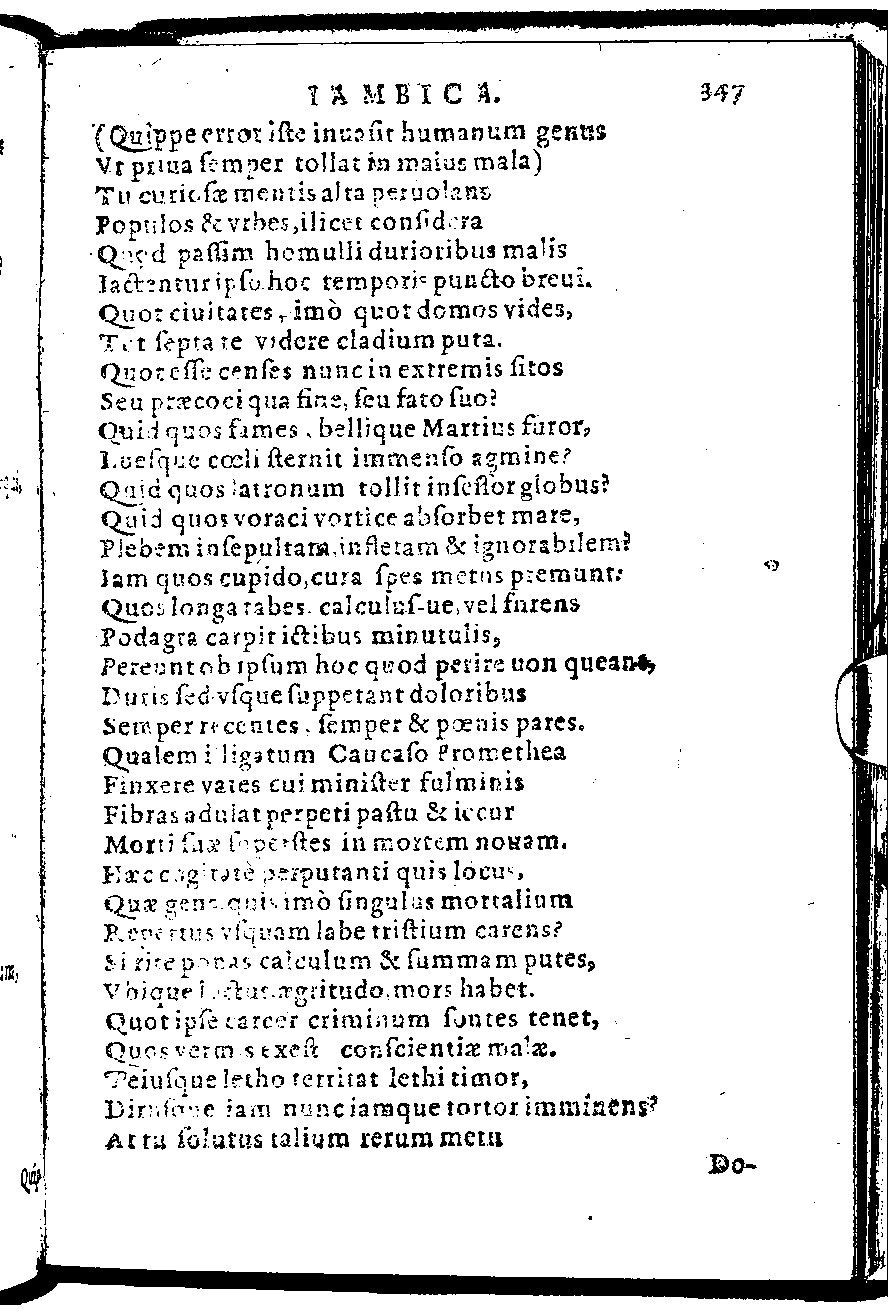 IAMBICA. 347
(Quippe error iste inuasit humanum genus
Vt priua semper tollat in maius mala)
Tu curiosæ mentis alta peruolans
Populos & vrbes, ilicet considera
Quod passim homulli durioribus malis
Iactentur ipso hoc temporis puncto breui.
Quot ciuitates, imò quot domos vides,
Tot septa te videre cladium puta.
Quot esse censes nunc in extremis sitos
Seu præcoci qua fine, seu fato suo?
Quid quos fames, bellique Martius furor,
Luesque cœli sternit immenso agmine?
Quid quos latronum tollit infestior globus?
Quid quos voraci vortice absorbet mare,
Plebem insepultam, infletam & ignorabilem?
Iam quos cupido, cura spes metus premunt:
Quos longa tabes, calculus-ue, vel furens
Podagra carpit ictibus minutulis,
Pereunt ob ipsum hoc quod perire non queant,
Duris sed vsque suppetant doloribus
Semper recentes, semper & pœnis pares.
Qualem illigatum Caucaso Promethea
Finxere vates cui minister fulminis
Fibras adulat perpeti pastu & iecur
Morti suæ superstes in mortem nouam.
Hæc cogitatè perputanti quis locus,
Quæ gens, quis imò singulus mortalium
Repertus vsquam labe tristium carens?
Si rite ponas calculum & summam putes,
Vbique luctus, ægritudo, mors habet.
Quot ipse carcer criminum sontes tenet,
Quos vermis exest conscientiæ malæ.
Peiusque letho territat lethi timor,
Dirusque iam nunc iamque tortor imminens?
At tu solutus talium rerum metu
Do-
Quip